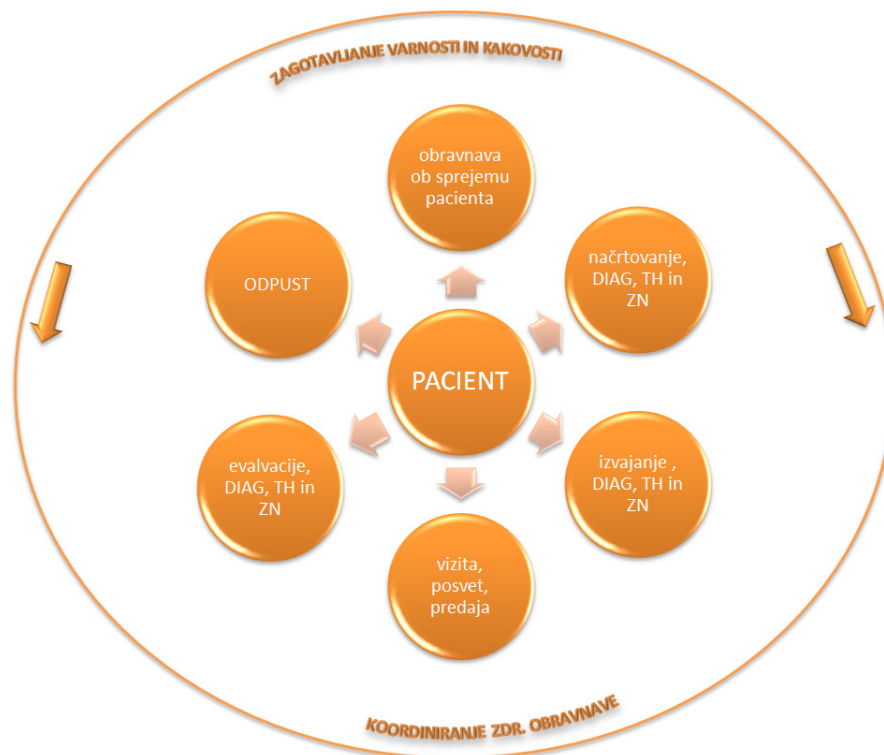 ZAGOTAVLJANJE VARNOSTI IN KAKOVOSTI
obravnava
ob sprejemu
pacienta
načrtovanje,
DIAG, TH in
ZN
ODPUST
PACIENT
evalvacije,
DIAG, TH in
ZN
izvajanje ,
DIAG, TH in
ZN
vizita,
posvet,
predaja
KOORDINIRANJE ZDR. OBRAVNAVE